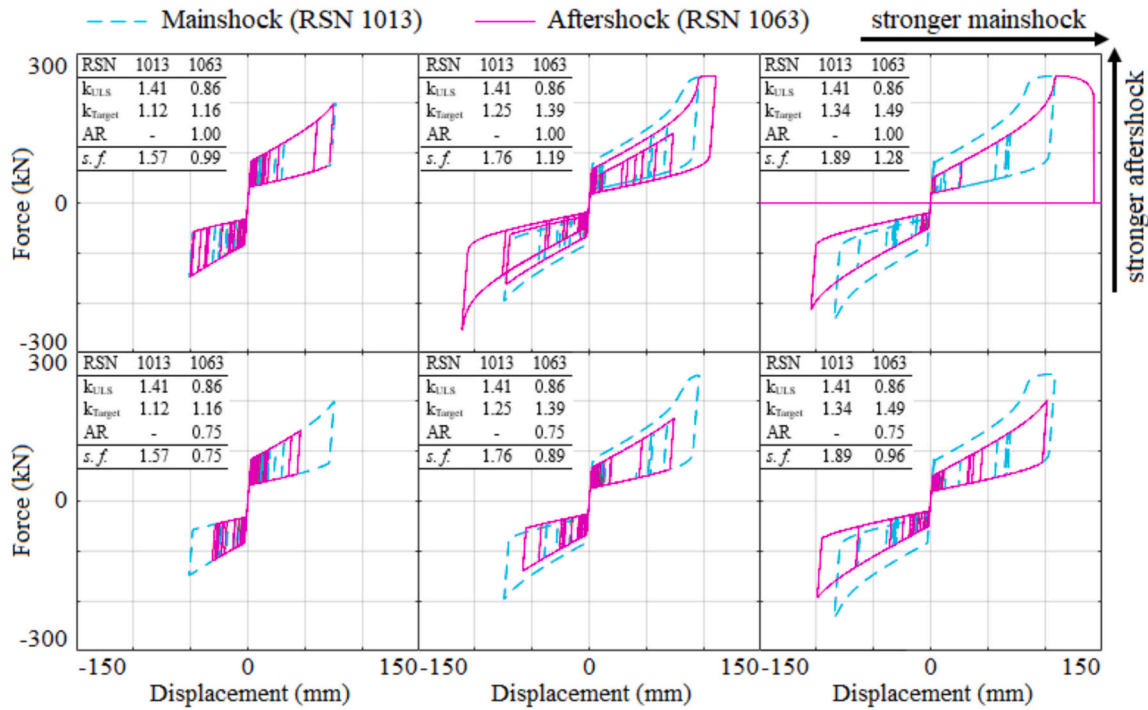 Mainshock (RSN 1013) Aftershock (RSN 1063) stronger mainshock
stronger aftershock
Force (kN)
300
0
-300
RSN 1013 1063
kULS 1.41 0.86
kTarget 1.12 1.16
AR - 1.00
s.f. 1.57 0.99
RSN 1013 1063
kULS 1.41 0.86
kTarget 1.25 1.39
AR - 1.00
s.f. 1.76 1.19
RSN 1013 1063
kULS 1.41 0.86
kTarget 1.34 1.49
AR - 1.00
s.f. 1.89 1.28
Force (kN)
300
0
-300
RSN 1013 1063
kULS 1.41 0.86
kTarget 1.12 1.16
AR - 0.75
s.f. 1.57 0.75
RSN 1013 1063
kULS 1.41 0.86
kTarget 1.25 1.39
AR - 0.75
s.f. 1.76 0.89
RSN 1013 1063
kULS 1.41 0.86
kTarget 1.34 1.49
AR - 0.75
s.f. 1.89 0.96
-150 0 150 -150 0 150 -150 0 150
Displacement (mm) Displacement (mm) Displacement (mm)